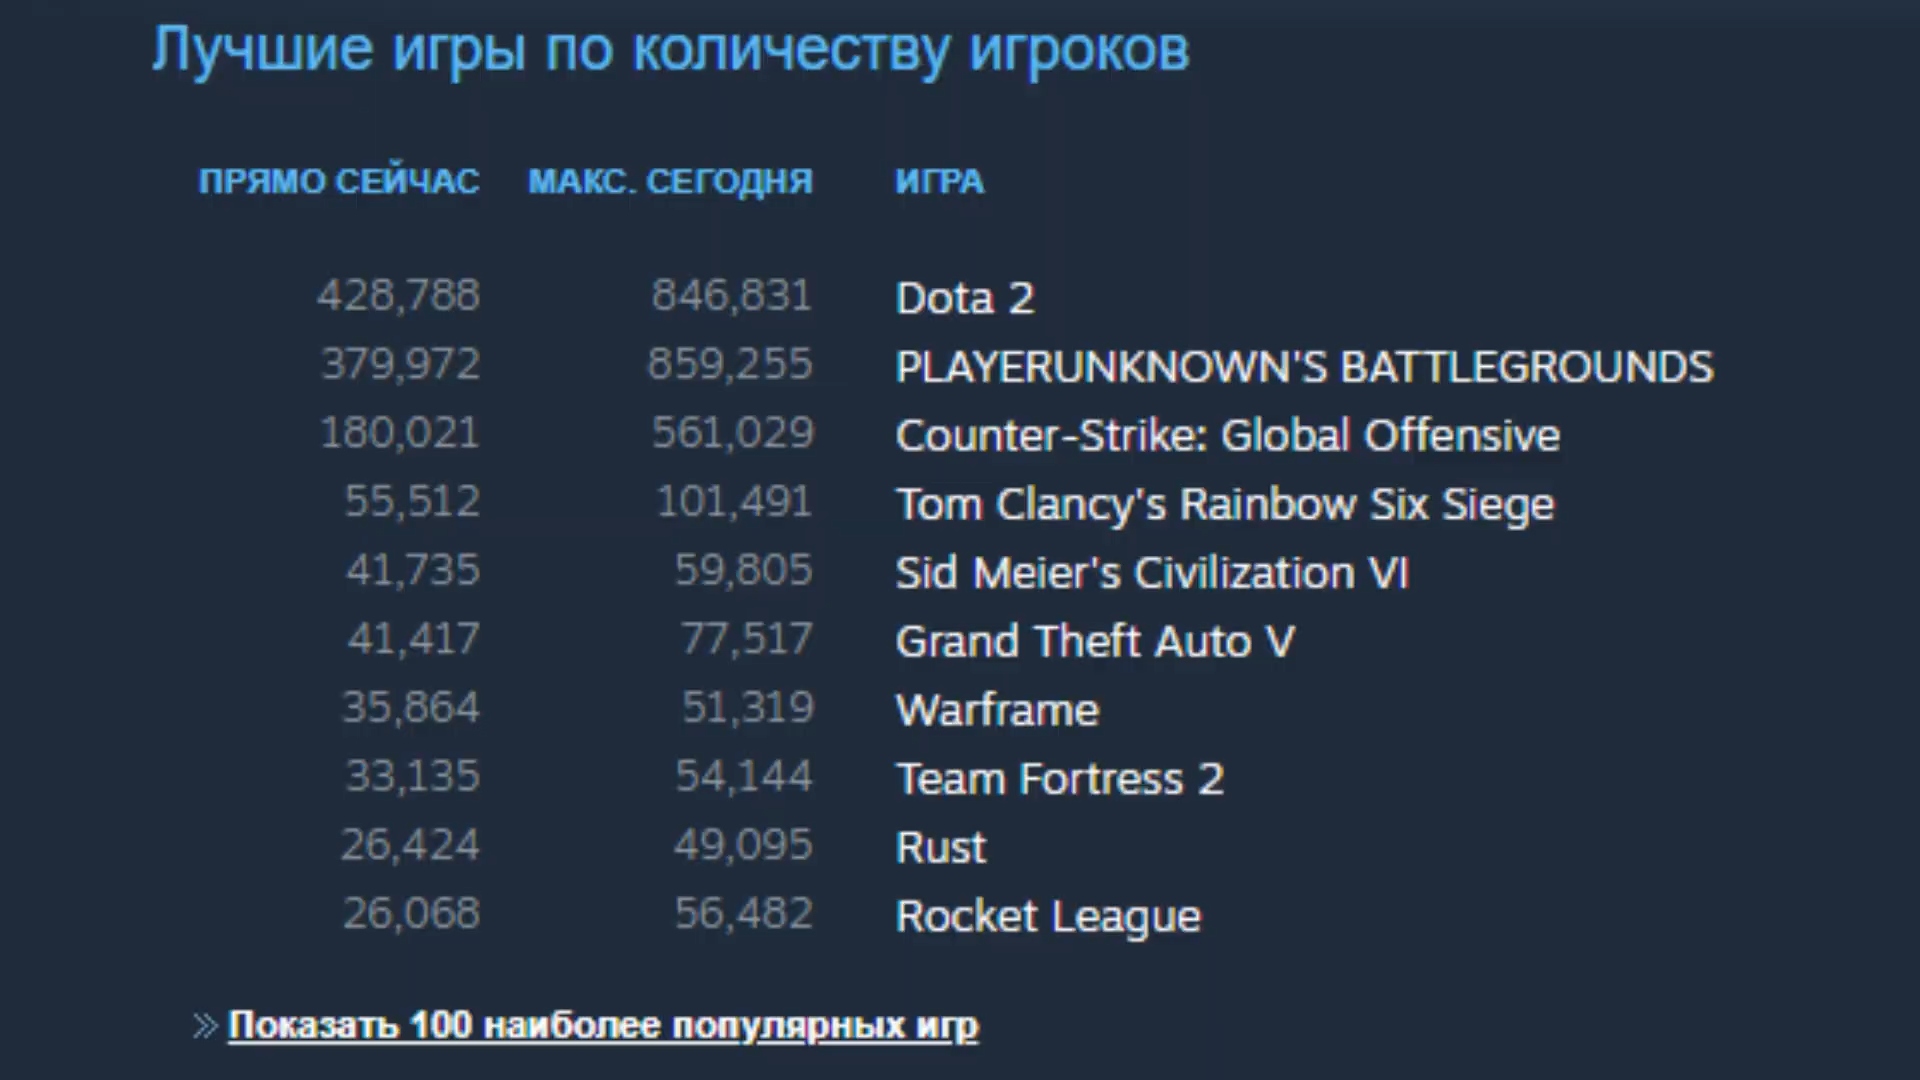 Лучшие игры по количеству игроков
ПРЯМО СЕЙЧАС МАКС. СЕГОДНЯ ИГРА
428,788 846,831 Dota 2
379,972 859,255 PLAYERUNKNOWN'S BATTLEGROUNDS
180,021 561,029 Counter-Strike: Global Offensive
55,512 101,491 Tom Clancy's Rainbow Six Siege
41,735 59,805 Sid Meier's Civilization VI
41,417 77,517 Grand Theft Auto V
35,864 51,319 Warframe
33,135 54,144 Team Fortress 2
26,424 49,095 Rust
26,068 56,482 Rocket League
» Показать 100 наиболее популярных игр